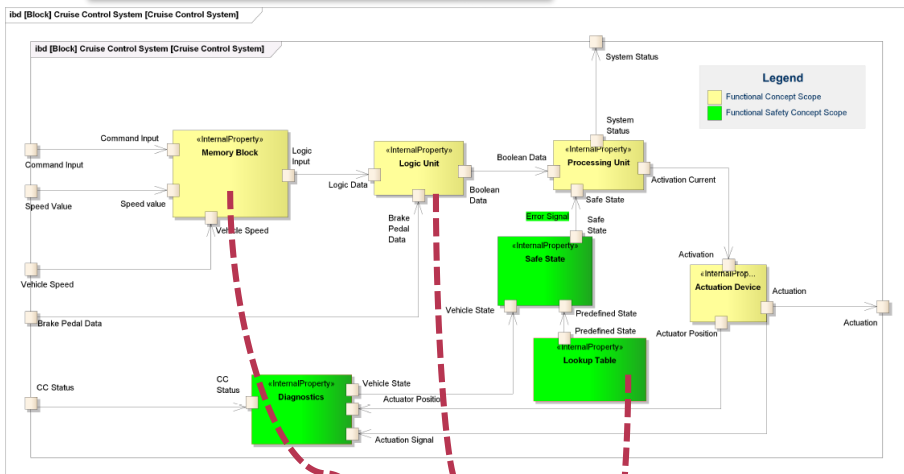 ibd [Block] Cruise Control System [Cruise Control System]
ibd [Block] Cruise Control System [Cruise Control System]
System Status
Legend
Functional Concept Scope
Functional Safety Concept Scope
Command Input
Command Input
Speed value
Speed Value
«InternalProperty»
Memory Block
Vehicle Speed
Vehicle Speed
Logic
Input
Logic Data
«InternalProperty»
Logic Unit
Boolean
Data
Brake
Pedal
Data
Brake Pedal Data
Boolean Data
System
Status
«InternalProperty»
Processing Unit
Activation Current
Safe State
Error Signal
Safe
State
«InternalProperty»
Safe State
Vehicle State
Predefined State
Predefined State
«InternalProperty»
Lookup Table
Activation
«InternalProp...
Actuation Device
Actuation
Actuation
Actuator Position
CC Status
CC
Status
«InternalProperty»
Diagnostics
Vehicle State
Actuator Position
Actuation Signal